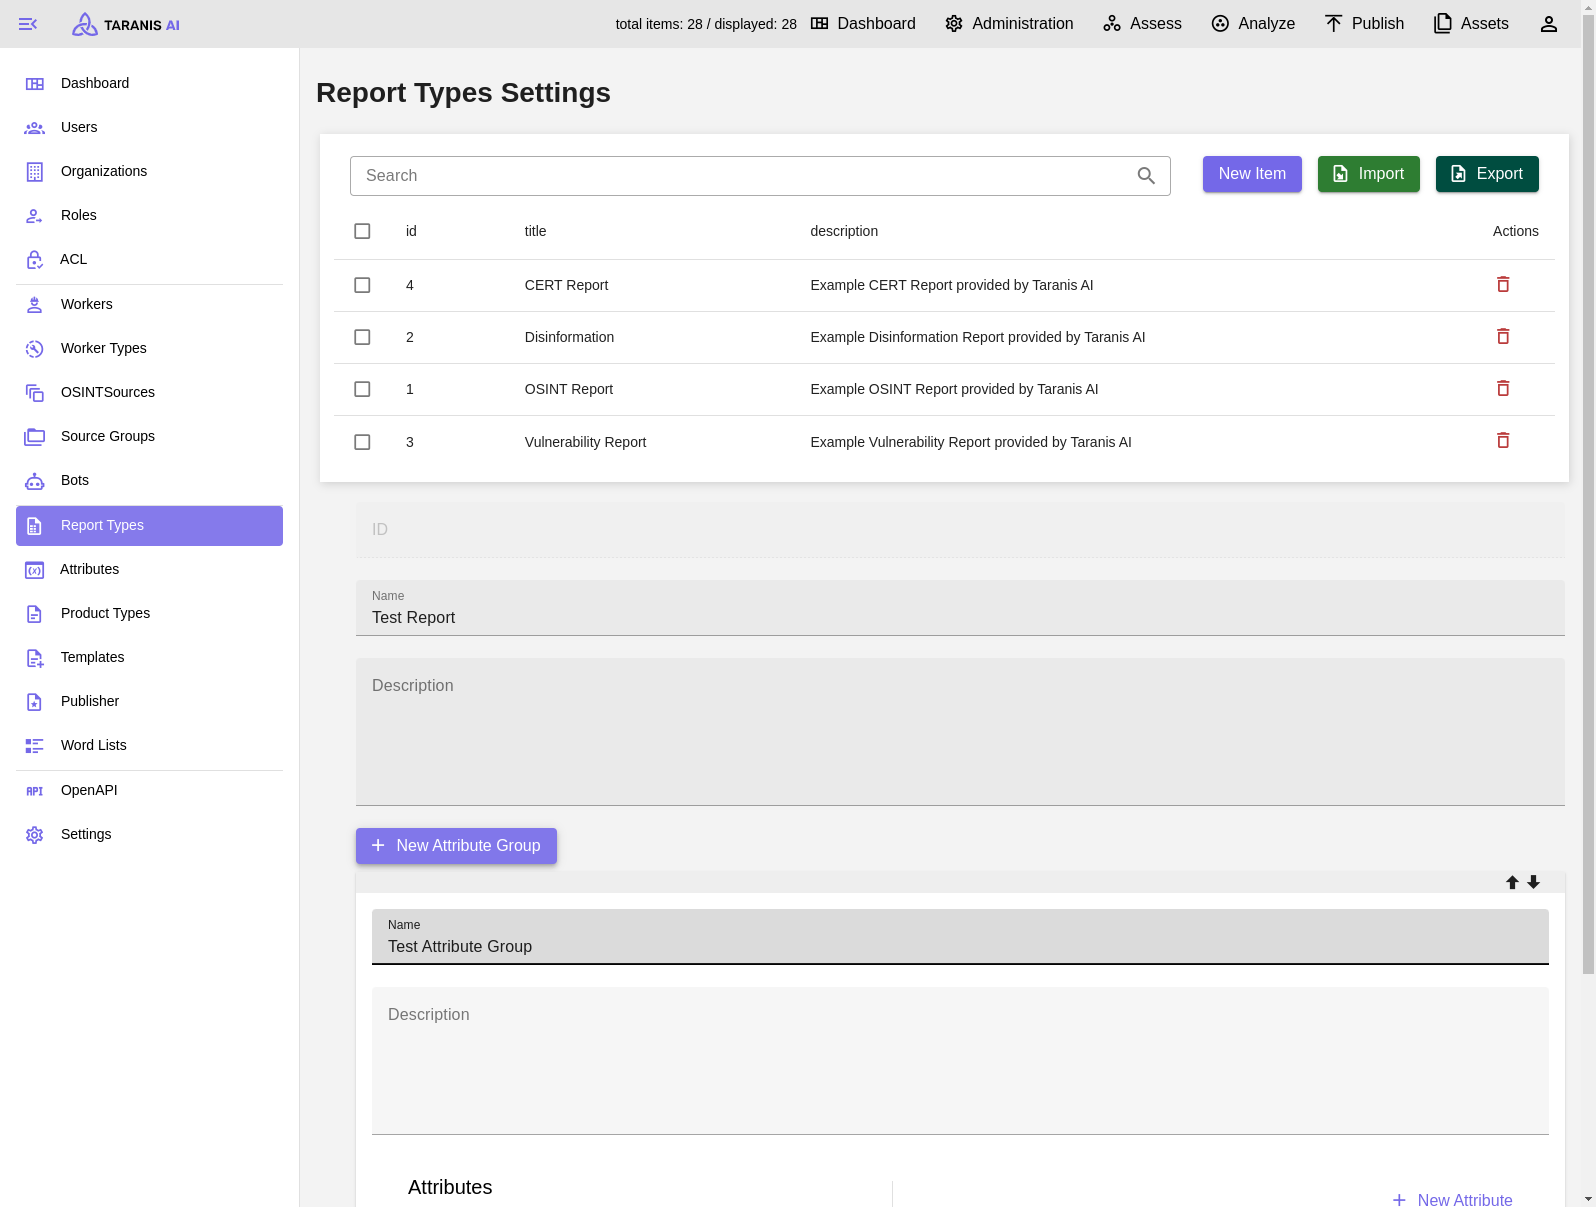 TARANIS AI
total items: 28 / displayed: 28
Dashboard
Administration
Assess
Analyze
Publish
Assets
Dashboard
Users
Organizations
Roles
ACL
Workers
Worker Types
OSINTSources
Source Groups
Bots
Report Types
Attributes
Product Types
Templates
Publisher
Word Lists
OpenAPI
Settings
Report Types Settings
Search
New Item
Import
Export
id title description Actions
4 CERT Report Example CERT Report provided by Taranis AI
2 Disinformation Example Disinformation Report provided by Taranis AI
1 OSINT Report Example OSINT Report provided by Taranis AI
3 Vulnerability Report Example Vulnerability Report provided by Taranis AI
ID
Name
Test Report
Description
New Attribute Group
Name
Test Attribute Group
Description
Attributes
New Attribute